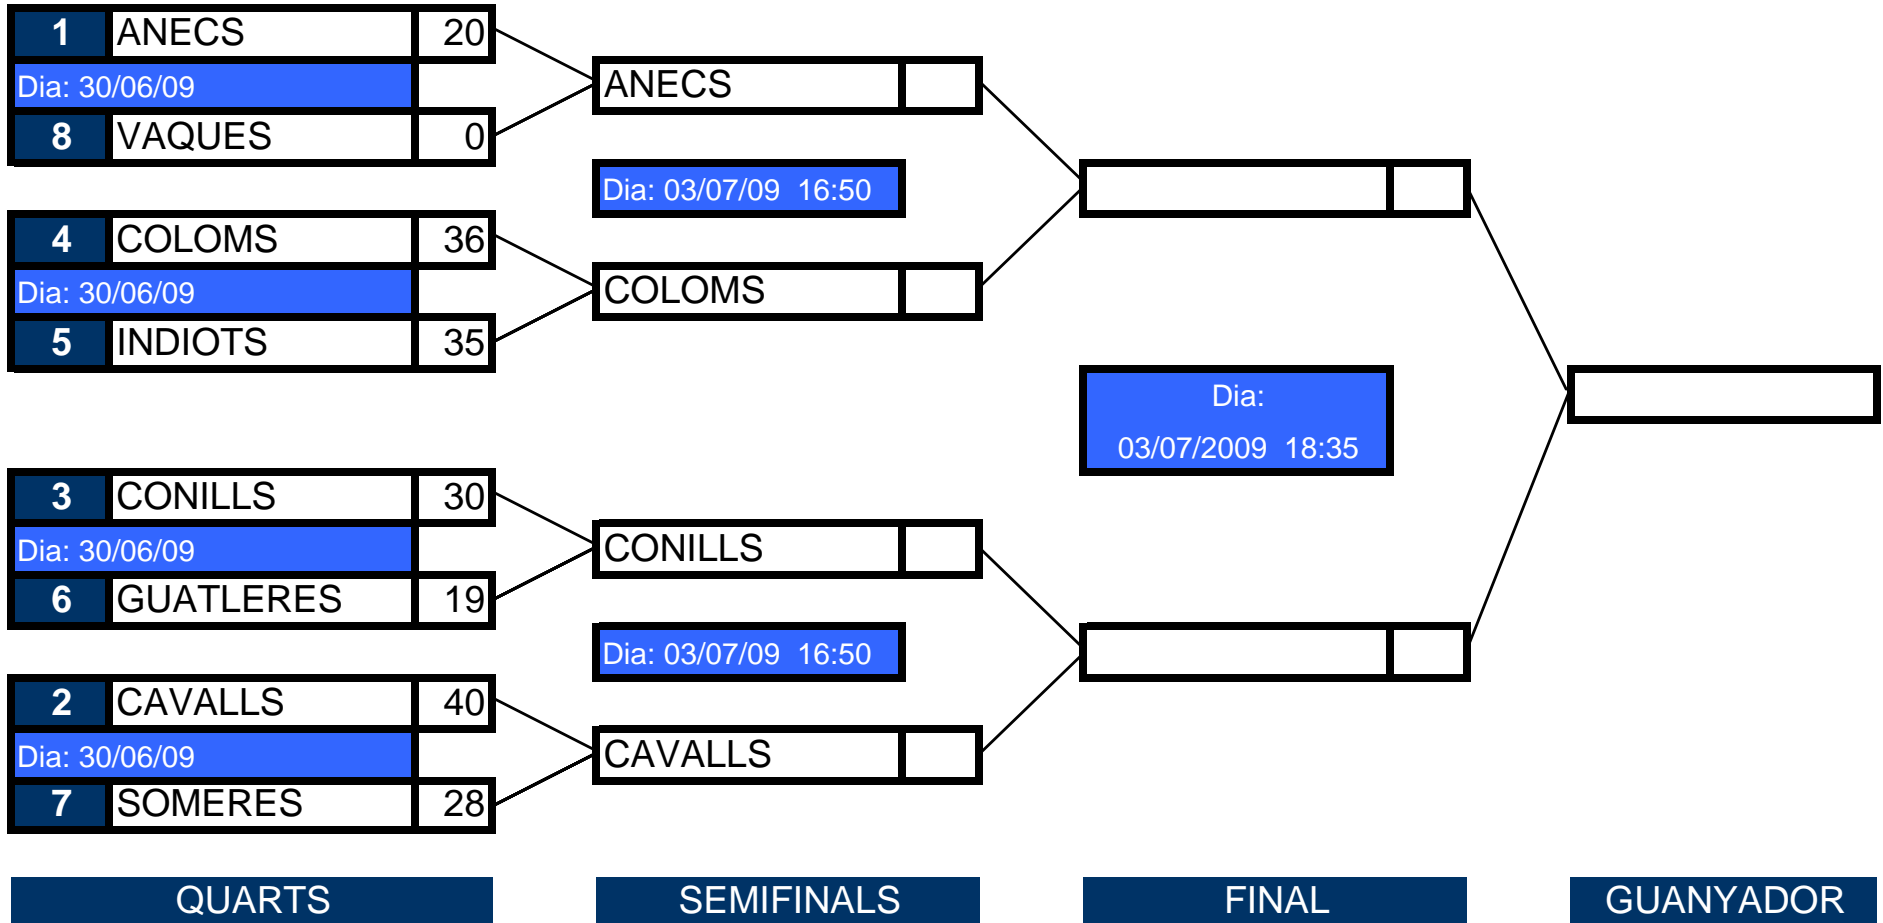 1 ANECS 20
Dia: 30/06/09
8 VAQUES 0
4 COLOMS 36
Dia: 30/06/09
5 INDIOTS 35
3 CONILLS 30
Dia: 30/06/09
6 GUATLERES 19
2 CAVALLS 40
Dia: 30/06/09
7 SOMERES 28
QUARTS
ANECS
Dia: 03/07/09 16:50
COLOMS
CONILLS
Dia: 03/07/09 16:50
CAVALLS
SEMIFINALS
Dia:
03/07/2009 18:35
FINAL
GUANYADOR